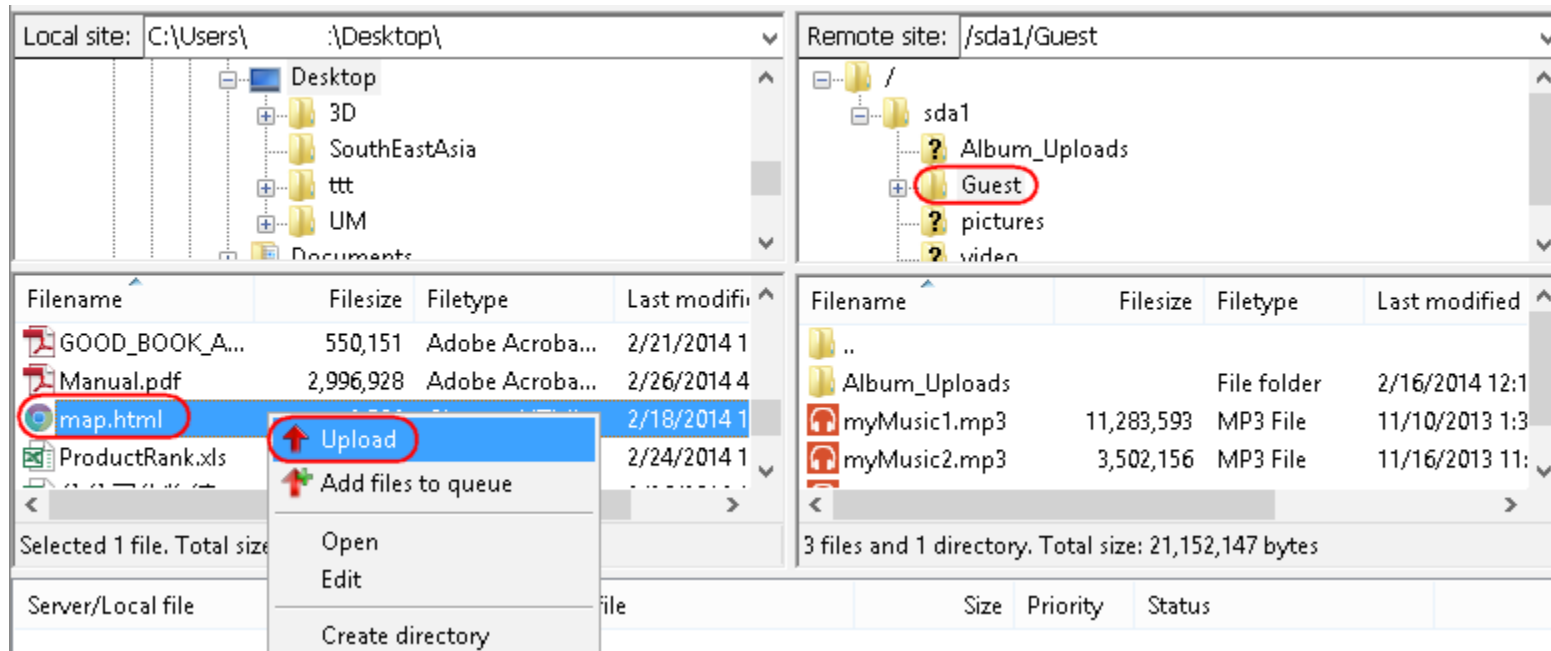 Local site: C:\Users\ :\Desktop\
Desktop
3D
SouthEastAsia
ttt
UM
Documents
Filename Filesize Filetype Last modifi
GOOD_BOOK_A... 550,151 Adobe Acroba... 2/21/2014 1
Manual.pdf 2,996,928 Adobe Acroba... 2/26/2014 4
map.html 2/18/2014 1
ProductRank.xls 2/24/2014 1
Upload
Add files to queue
Open
Edit
Create directory
Selected 1 file. Total size
Remote site: /sda1/Guest
/
sda1
? Album_Uploads
Guest
? pictures
? video
Filename Filesize Filetype Last modified
..
Album_Uploads File folder 2/16/2014 12:1
myMusic1.mp3 11,283,593 MP3 File 11/10/2013 1:3
myMusic2.mp3 3,502,156 MP3 File 11/16/2013 11:
3 files and 1 directory. Total size: 21,152,147 bytes
Server/Local file file Size Priority Status